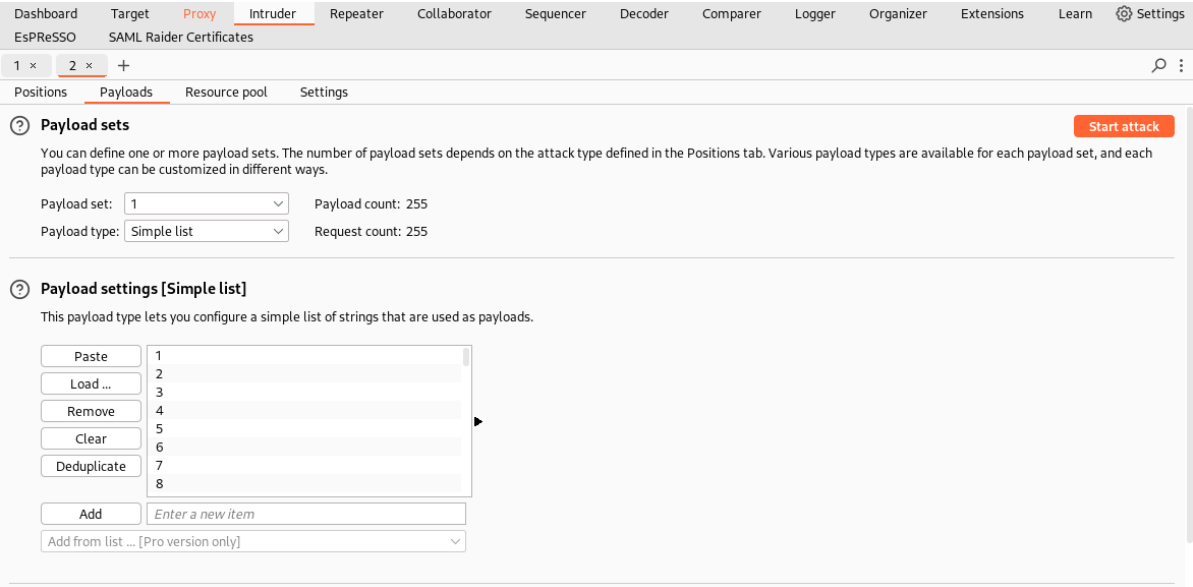 Dashboard Target Proxy Intruder Repeater Collaborator Sequencer Decoder Comparer Logger Organizer Extensions Learn Settings
EsPReSSO SAML Raider Certificates
1 × 2 × +
Positions Payloads Resource pool Settings
? Payload sets Start attack
You can define one or more payload sets. The number of payload sets depends on the attack type defined in the Positions tab. Various payload types are available for each payload set, and each
payload type can be customized in different ways.
Payload set: 1 Payload count: 255
Payload type: Simple list Request count: 255
? Payload settings [Simple list]
This payload type lets you configure a simple list of strings that are used as payloads.
Paste 1
2
Load ... 3
Remove 4
5
Clear 6
Deduplicate 7
8
Add Enter a new item
Add from list ... [Pro version only]